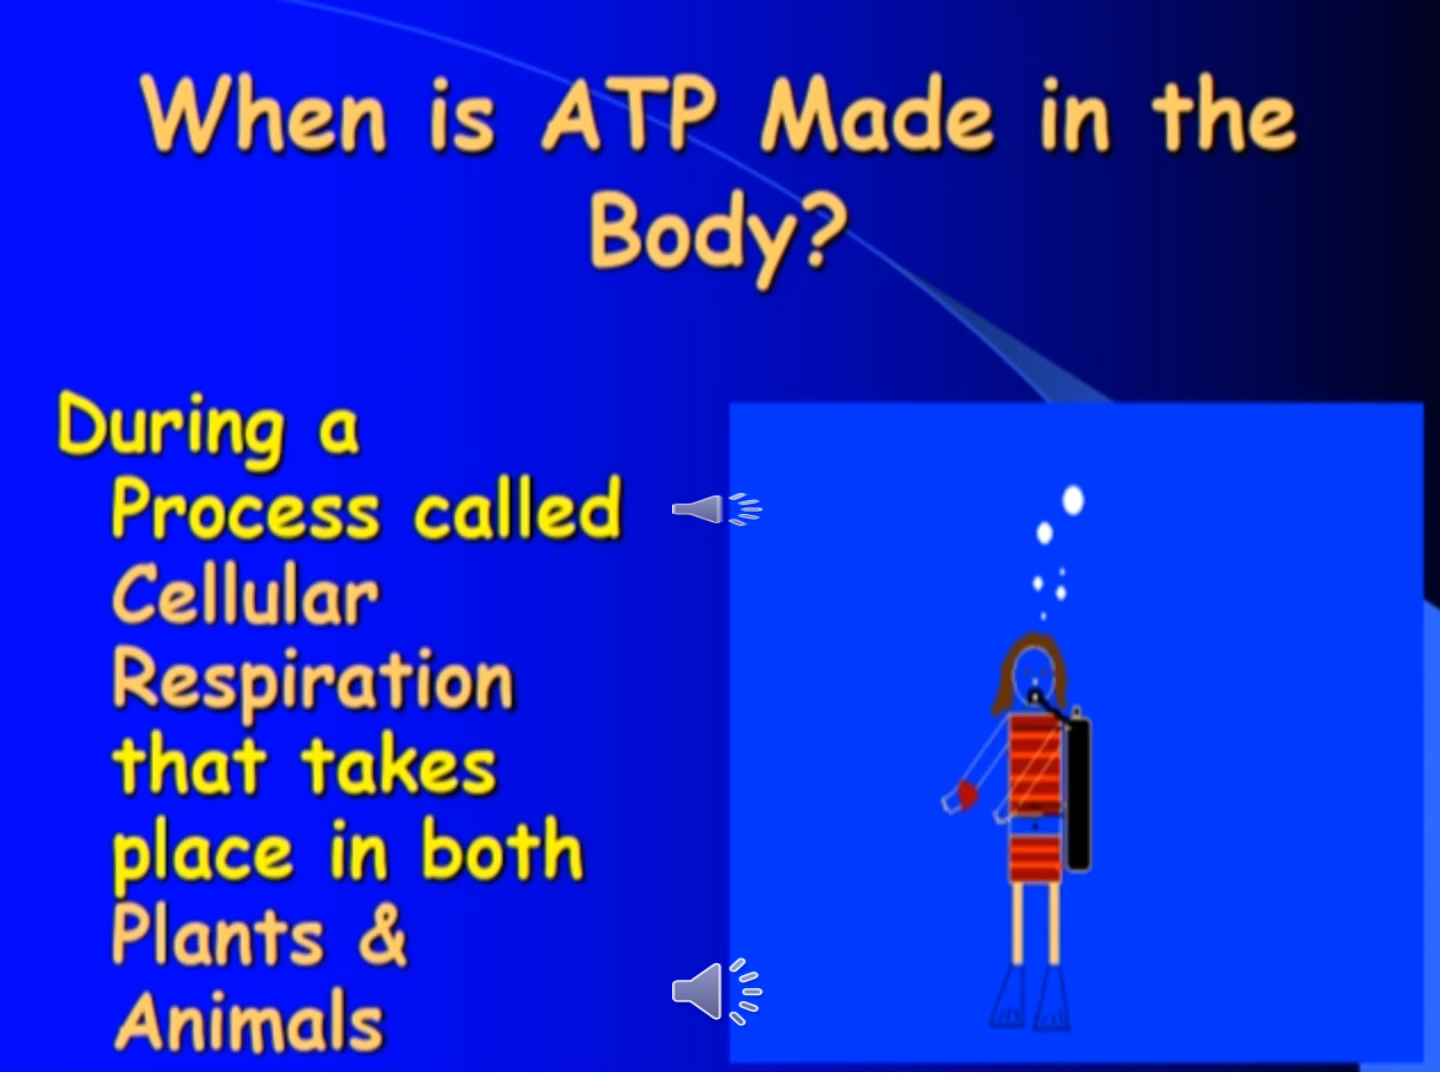 When is ATP Made in the
Body?
During a
Process called
Cellular
Respiration
that takes
place in both
Plants &
Animals